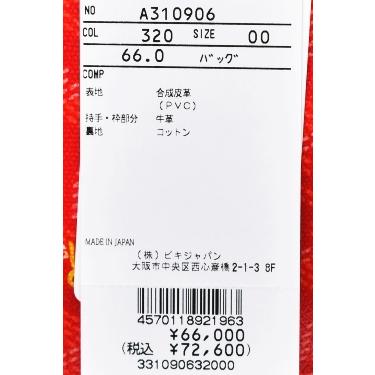 NO A310906
COL 320 SIZE 00
66.0 バッグ
COMP
表地 合成皮革
(PVC)
持手・枠部分 牛革
裏地 コットン
MADE IN JAPAN
(株)ビキジャパン
大阪市中央区西心斎橋2-1-3 8F
4570118921963
¥66,000
(税込 ¥72,600)
331090632000